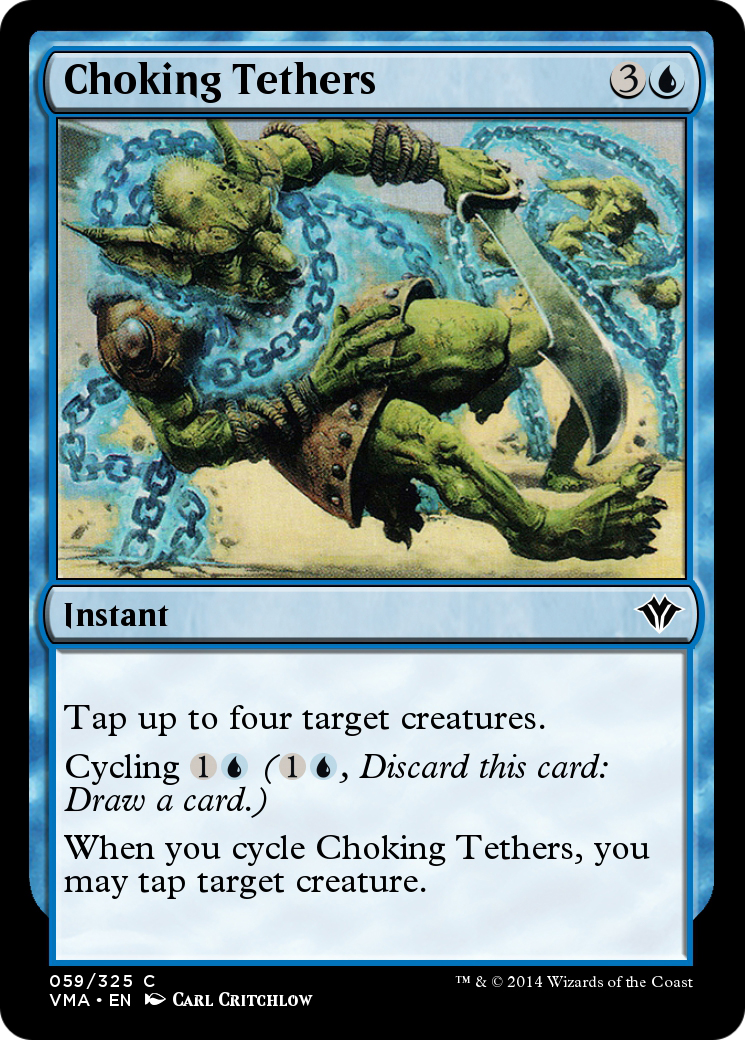 Choking Tethers 3
Instant
Tap up to four target creatures.
Cycling 1 (1, Discard this card:
Draw a card.)
When you cycle Choking Tethers, you
may tap target creature.
059/325 C
VMA • EN Carl Critchlow
™ & © 2014 Wizards of the Coast